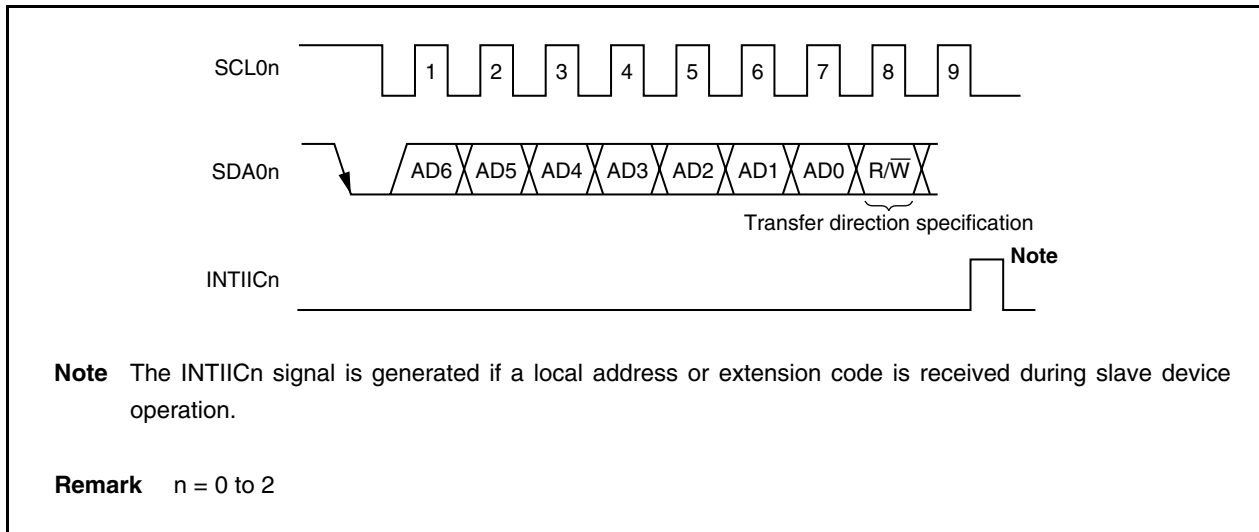 SCL0n 1 2 3 4 5 6 7 8 9
SDA0n AD6 AD5 AD4 AD3 AD2 AD1 AD0 R/W̅
Transfer direction specification
INTIICn Note
Note The INTIICn signal is generated if a local address or extension code is received during slave device
operation.
Remark n = 0 to 2